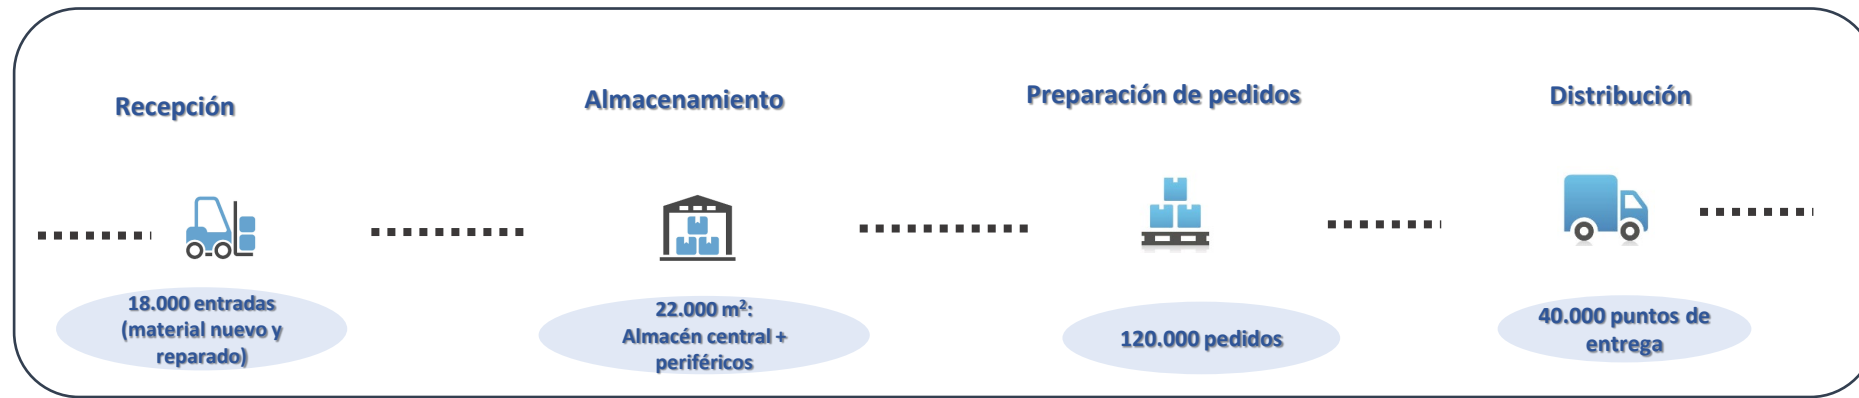 Recepción
Almacenamiento
Preparación de pedidos
Distribución
18.000 entradas
(material nuevo y
reparado)
22.000 m²:
Almacén central +
periféricos
120.000 pedidos
40.000 puntos de
entrega